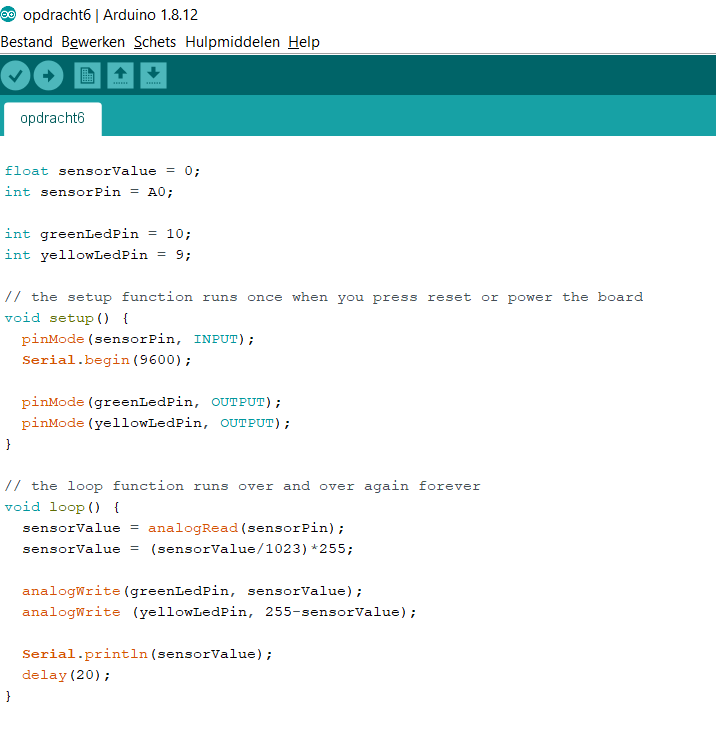 opdracht6 | Arduino 1.8.12
Bestand Bewerken Schets Hulpmiddelen Help
opdracht6
float sensorValue = 0;
int sensorPin = A0;
int greenLedPin = 10;
int yellowLedPin = 9;
// the setup function runs once when you press reset or power the board
void setup() {
  pinMode(sensorPin, INPUT);
  Serial.begin(9600);
  pinMode(greenLedPin, OUTPUT);
  pinMode(yellowLedPin, OUTPUT);
}
// the loop function runs over and over again forever
void loop() {
  sensorValue = analogRead(sensorPin);
  sensorValue = (sensorValue/1023)*255;
  analogWrite(greenLedPin, sensorValue);
  analogWrite (yellowLedPin, 255-sensorValue);
  Serial.println(sensorValue);
  delay(20);
}